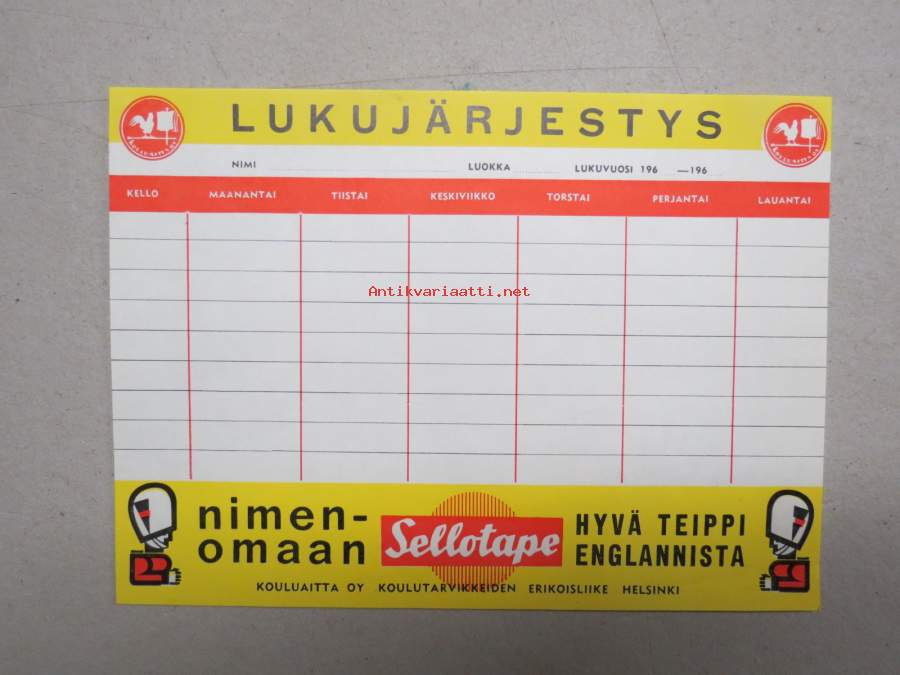 LUKUJÄRJESTYS
NIMI LUOKKA LUKUVUOSI 196 —196
KELLO MAANANTAI TIISTAI KESKIVIIKKO TORSTAI PERJANTAI LAUANTAI
Antikvariaatti.net
nimen-
omaan
Sellotape
HYVÄ TEIPPI
ENGLANNISTA
KOULUAITTA OY KOULUTARVIKKEIDEN ERIKOISLIIKE HELSINKI